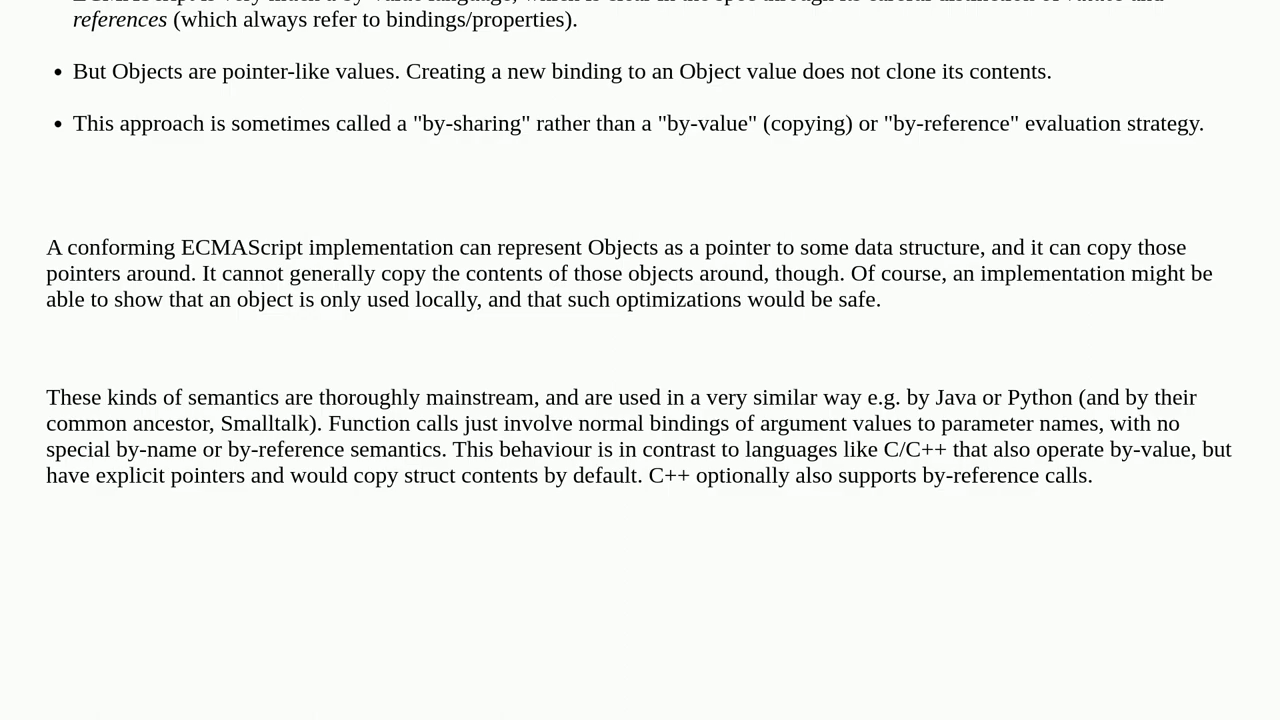 references (which always refer to bindings/properties).
• But Objects are pointer-like values. Creating a new binding to an Object value does not clone its contents.
• This approach is sometimes called a "by-sharing" rather than a "by-value" (copying) or "by-reference" evaluation strategy.
A conforming ECMAScript implementation can represent Objects as a pointer to some data structure, and it can copy those
pointers around. It cannot generally copy the contents of those objects around, though. Of course, an implementation might be
able to show that an object is only used locally, and that such optimizations would be safe.
These kinds of semantics are thoroughly mainstream, and are used in a very similar way e.g. by Java or Python (and by their
common ancestor, Smalltalk). Function calls just involve normal bindings of argument values to parameter names, with no
special by-name or by-reference semantics. This behaviour is in contrast to languages like C/C++ that also operate by-value, but
have explicit pointers and would copy struct contents by default. C++ optionally also supports by-reference calls.